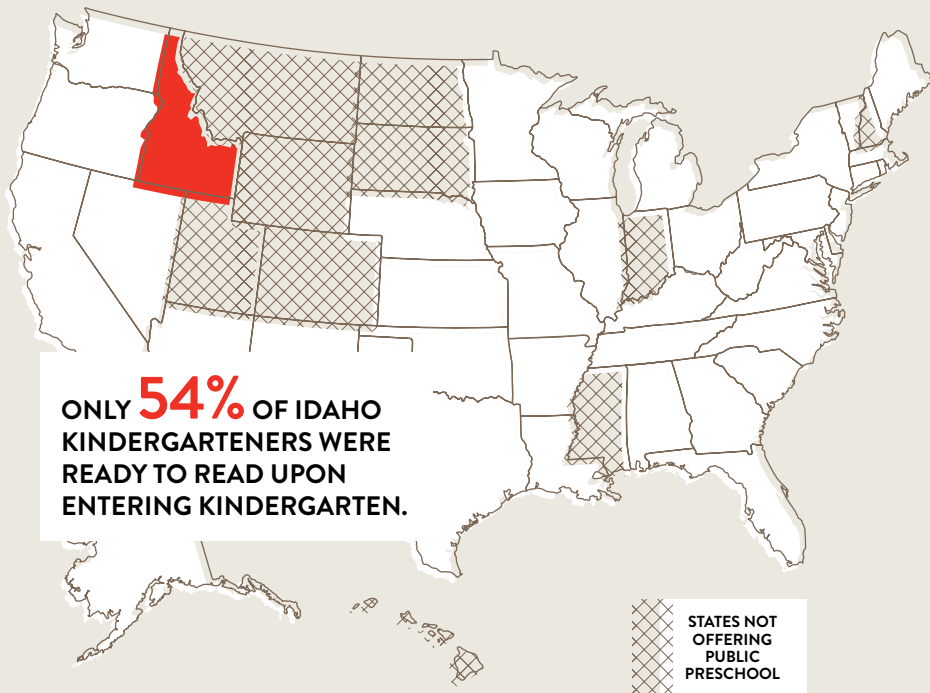 ONLY 54% OF IDAHO
KINDERGARTENERS WERE
READY TO READ UPON
ENTERING KINDERGARTEN.
STATES NOT
OFFERING
PUBLIC
PRESCHOOL